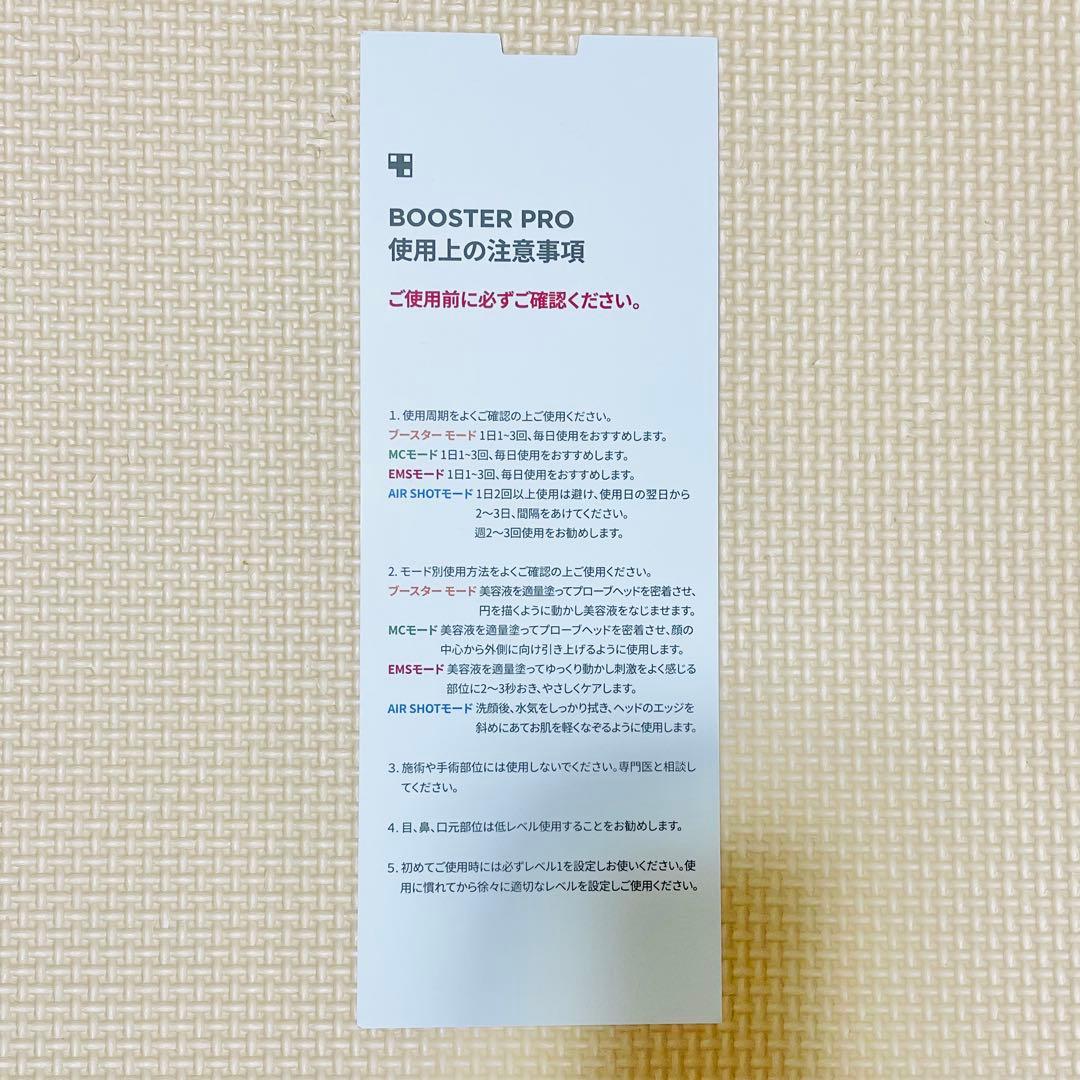 BOOSTER PRO
使用上の注意事項
ご使用前に必ずご確認ください。
1. 使用周期をよくご確認の上ご使用ください。
ブースター モード 1日1~3回、毎日使用をおすすめします。
MCモード 1日1~3回、毎日使用をおすすめします。
EMSモード 1日1~3回、毎日使用をおすすめします。
AIR SHOTモード 1日2回以上使用は避け、使用日の翌日から
2〜3日、間隔をあけてください。
週2〜3回使用をお勧めします。
2. モード別使用方法をよくご確認の上ご使用ください。
ブースター モード 美容液を適量塗ってプローブヘッドを密着させ、
円を描くように動かし美容液をなじませます。
MCモード 美容液を適量塗ってプローブヘッドを密着させ、顔の
中心から外側に向け引き上げるように使用します。
EMSモード 美容液を適量塗ってゆっくり動かし刺激をよく感じる
部位に2〜3秒おき、やさしくケアします。
AIR SHOTモード 洗顔後、水気をしっかり拭き、ヘッドのエッジを
斜めにあてお肌を軽くなぞるように使用します。
3. 施術や手術部位には使用しないでください。専門医と相談し
てください。
4. 目、鼻、口元部位は低レベル使用することをお勧めします。
5. 初めてご使用時には必ずレベル1を設定しお使いください。使
用に慣れてから徐々に適切なレベルを設定しご使用ください。